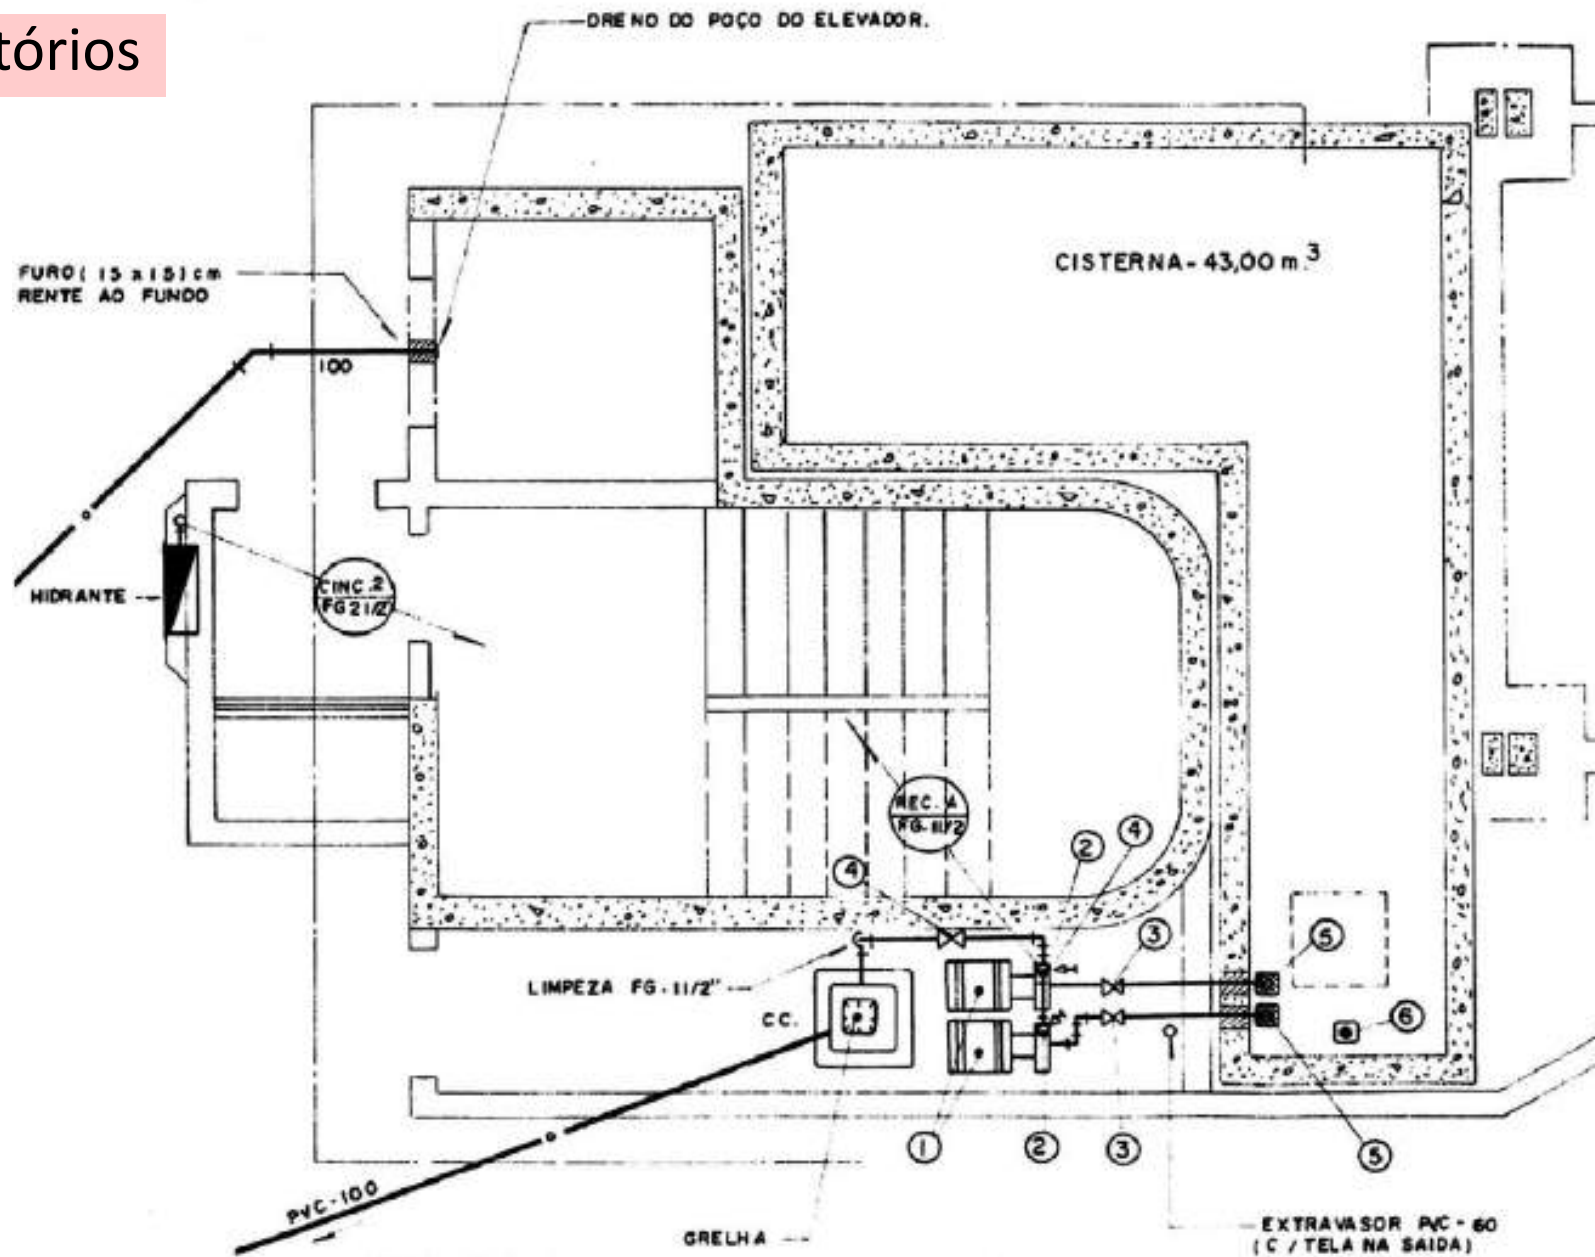 tórios
DRENO DO POÇO DO ELEVADOR.
CISTERNA - 43,00 m.3
FURO ( 15 x 15 ) cm
RENTE AO FUNDO
100
HIDRANTE
CINC. 2
FG 2 1/2
REC. A
FG. 1 1/2
4
2
4
3
5
LIMPEZA FG. 1 1/2"
C C.
6
1
2
3
5
PVC - 100
GRELHA
EXTRAVASOR PVC - 60
( C / TELA NA SAIDA )